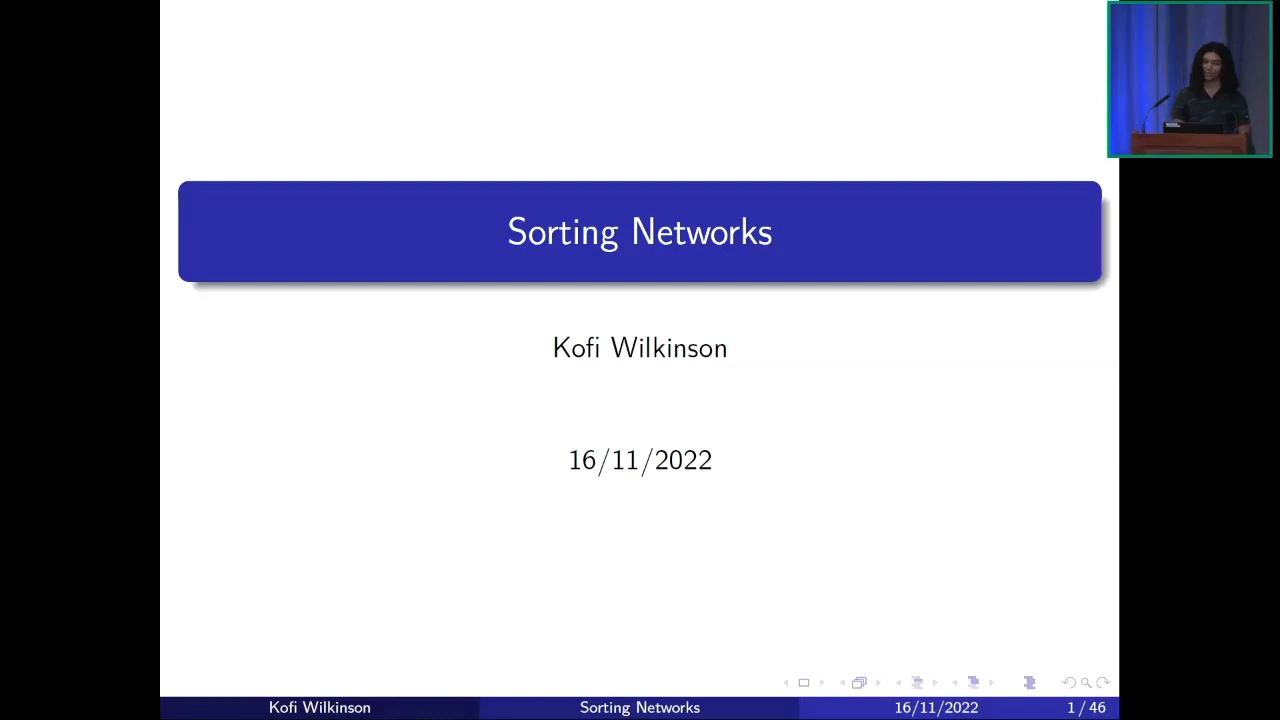 Sorting Networks
Kofi Wilkinson
16/11/2022
Kofi Wilkinson Sorting Networks 16/11/2022 1 / 46